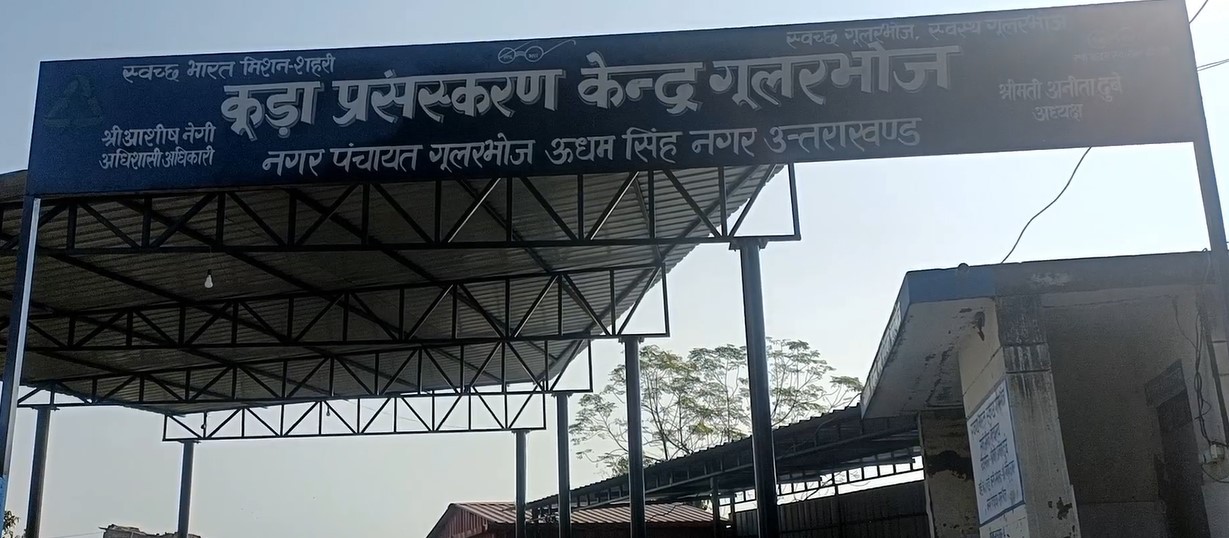 स्वच्छ भारत मिशन-शहरी
स्वच्छ गूलरभोज, स्वस्थ गूलरभोज
कूड़ा प्रसंस्करण केन्द्र गूलरभोज
श्री आशीष नेगी
अधिशासी अधिकारी
श्रीमती अनीता दुबे
अध्यक्ष
नगर पंचायत गूलरभोज ऊधम सिंह नगर उत्तराखण्ड